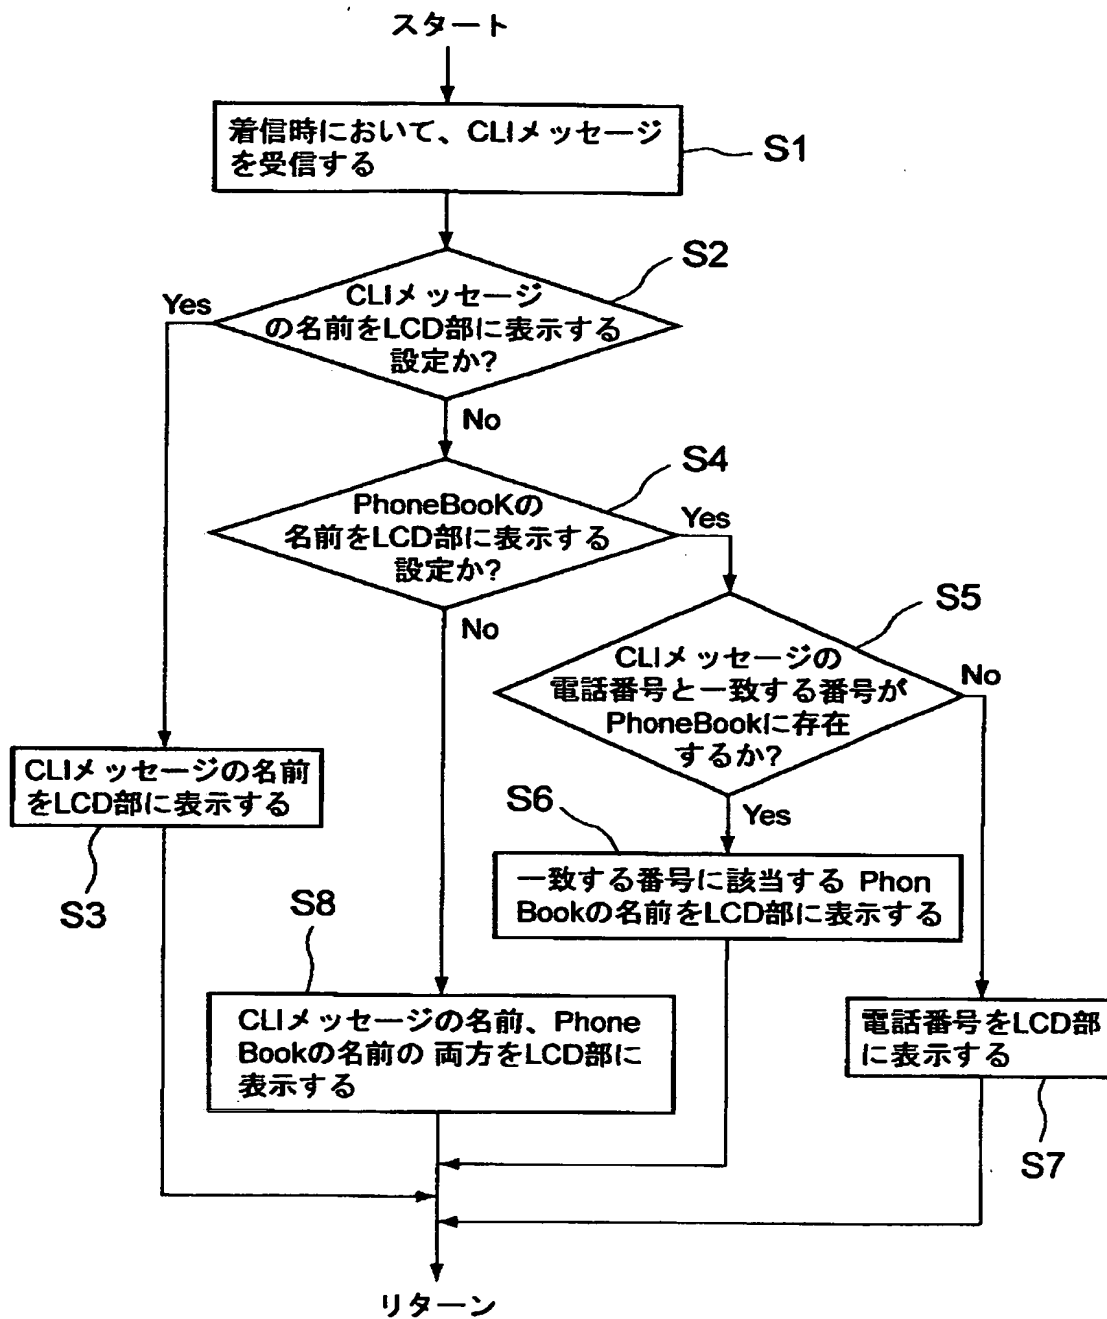 スタート
着信時において、CLIメッセージ
を受信する
S1
S2
CLIメッセージ
の名前をLCD部に表示する
設定か?
Yes
No
S4
PhoneBooKの
名前をLCD部に表示する
設定か?
Yes
No
S5
CLIメッセージの
電話番号と一致する番号が
PhoneBookに存在
するか?
No
Yes
CLIメッセージの名前
をLCD部に表示する
S3
S6
一致する番号に該当する Phon
Bookの名前をLCD部に表示する
S8
CLIメッセージの名前、Phone
Bookの名前の 両方をLCD部に
表示する
電話番号をLCD部
に表示する
S7
リターン